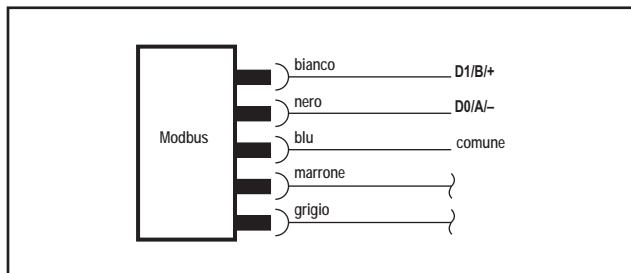 bianco
D1/B/+
nero
D0/A/–
Modbus
blu
comune
marrone
grigio